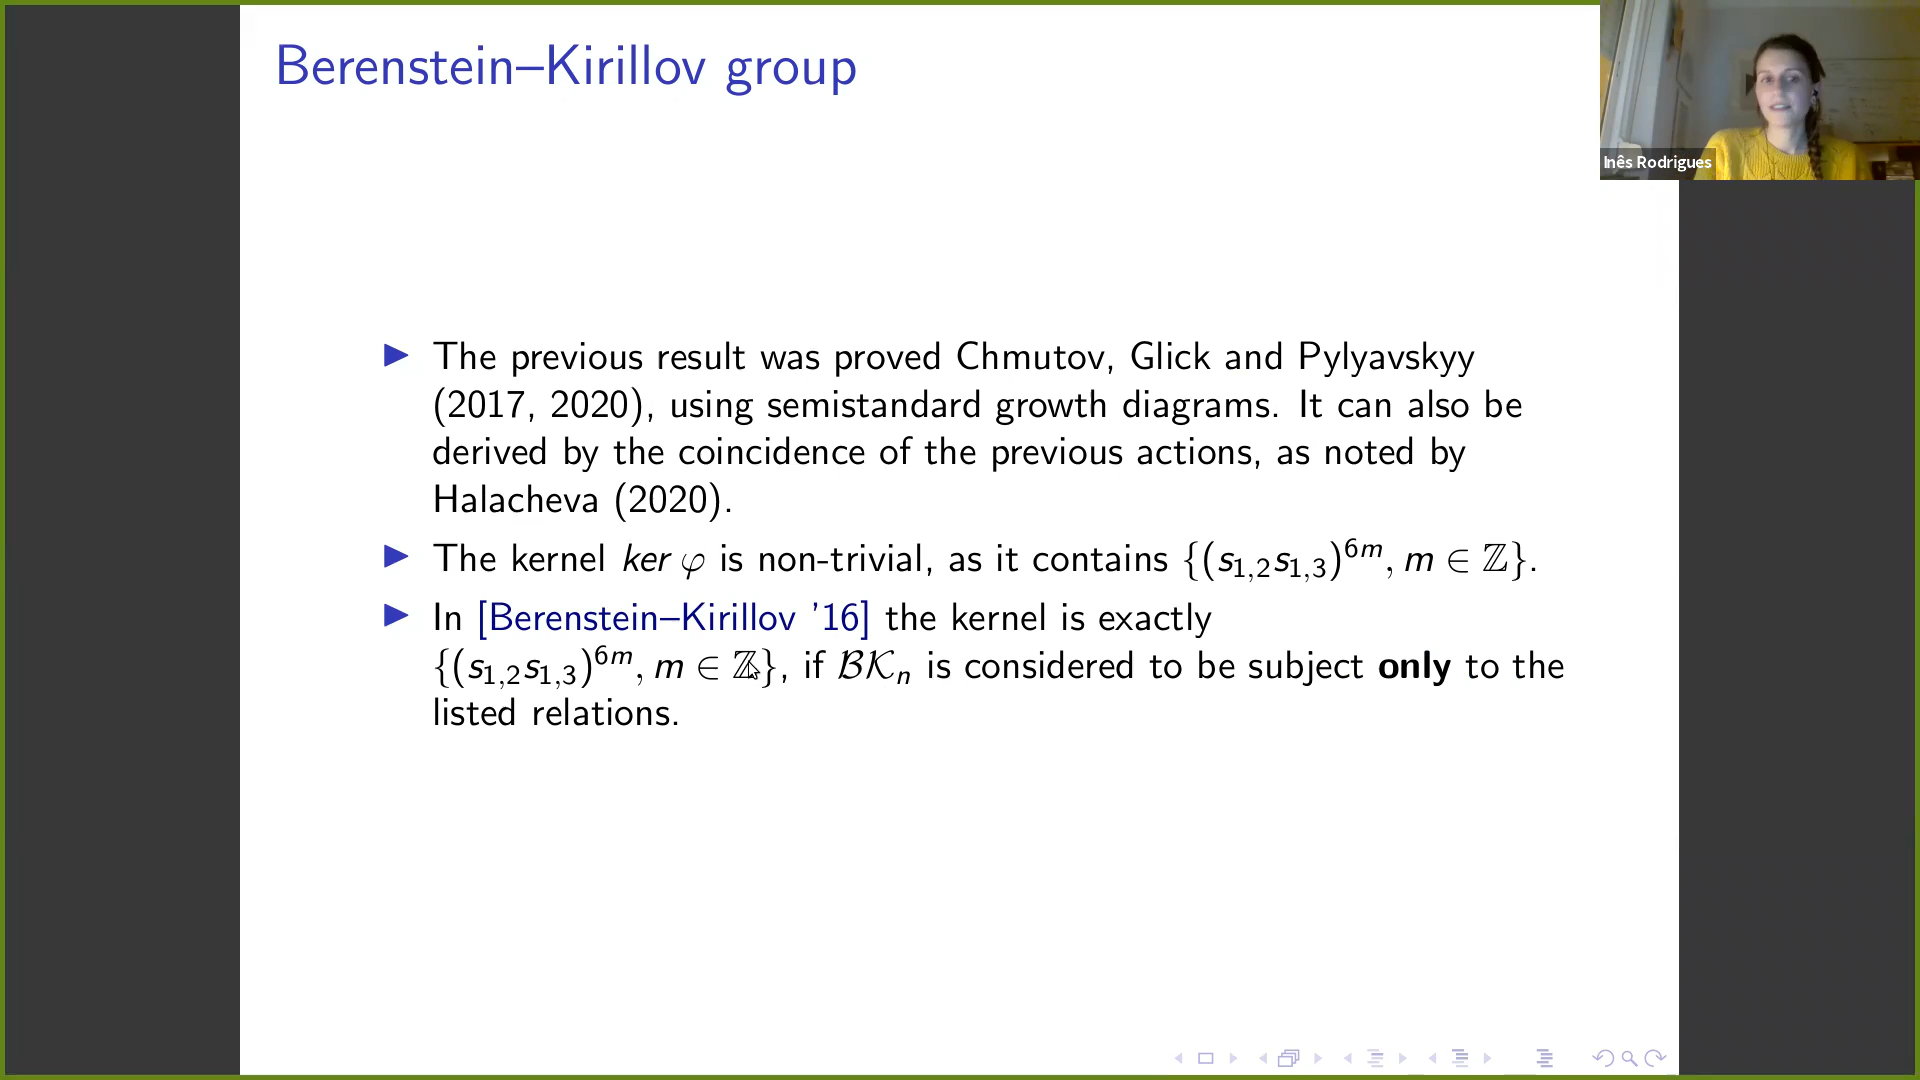 Berenstein–Kirillov group
Inês Rodrigues
▶ The previous result was proved Chmutov, Glick and Pylyavskyy
(2017, 2020), using semistandard growth diagrams. It can also be
derived by the coincidence of the previous actions, as noted by
Halacheva (2020).
▶ The kernel ker φ is non-trivial, as it contains {(s₁,₂s₁,₃)⁶ᵐ, m ∈ ℤ}.
▶ In [Berenstein–Kirillov '16] the kernel is exactly
{(s₁,₂s₁,₃)⁶ᵐ, m ∈ ℤ}, if ℬ𝒦ₙ is considered to be subject only to the
listed relations.